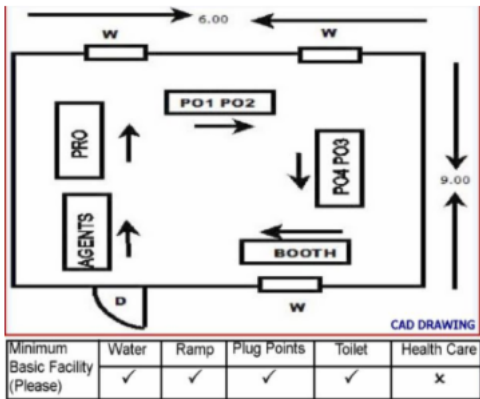 6.00
W
W
PO1 PO2
PRO
PO4 PO3
9.00
AGENTS
BOOTH
D
W
CAD DRAWING
Minimum Basic Facility (Please) Water Ramp Plug Points Toilet Health Care
✓ ✓ ✓ ✓ x